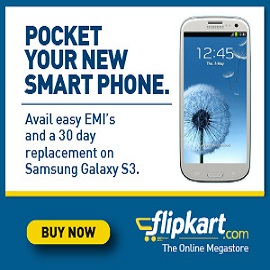 POCKET
YOUR NEW
SMART PHONE.
Avail easy EMI's
and a 30 day
replacement on
Samsung Galaxy S3.
12:45
BUY NOW
flipkart.com
The Online Megastore